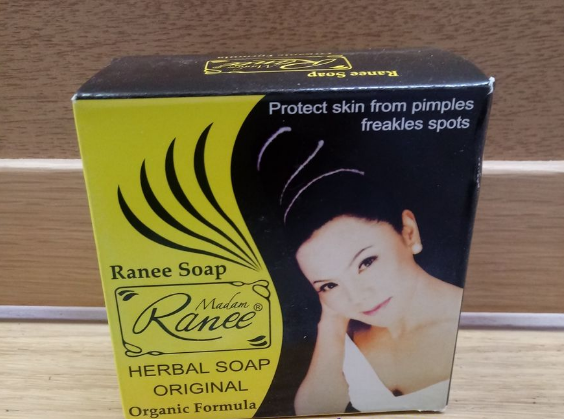 Ranee Soap
Protect skin from pimples
freakles spots
Ranee Soap
Madam
Ranee®
HERBAL SOAP
ORIGINAL
Organic Formula